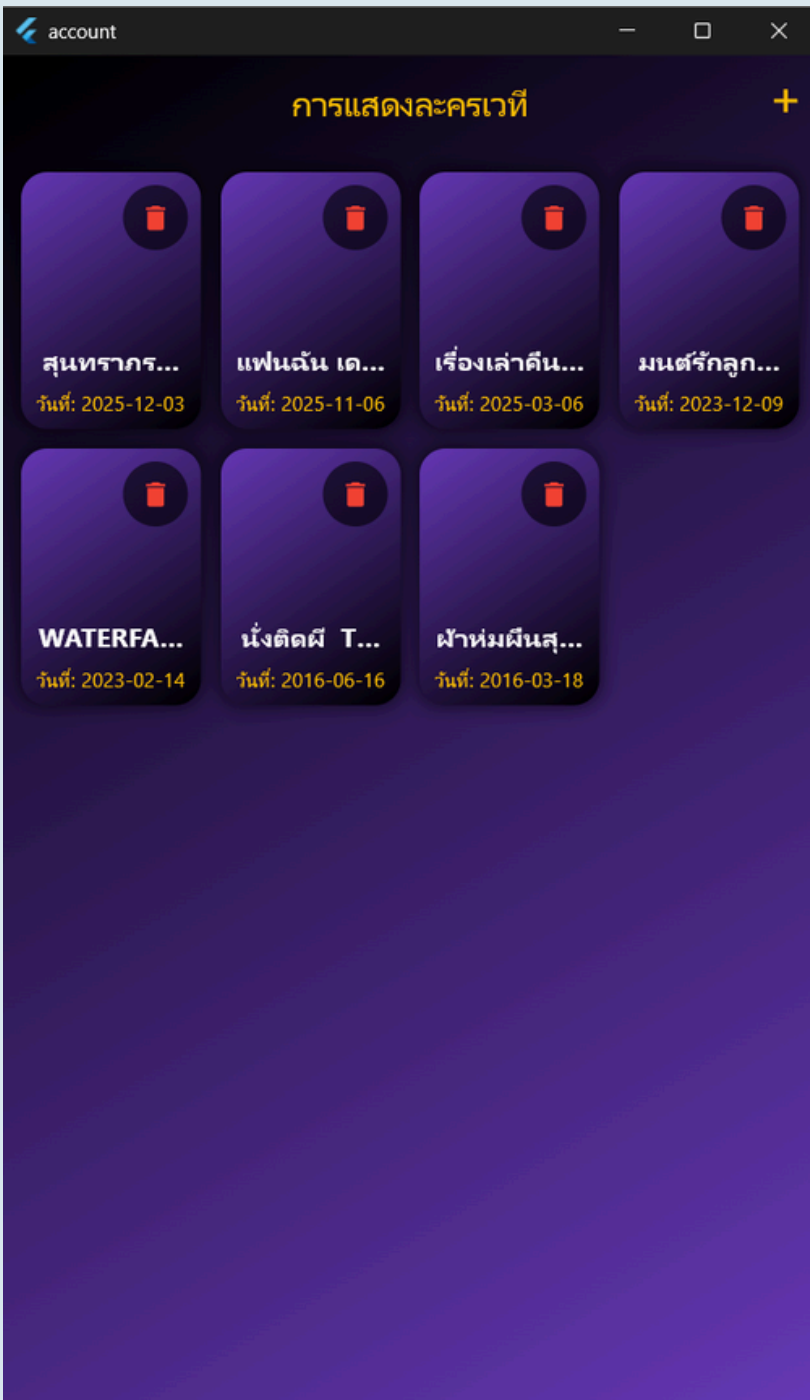 account
การแสดงละครเวที
+
สุนทราภร...
วันที่: 2025-12-03
แฟนฉัน เด...
วันที่: 2025-11-06
เรื่องเล่าคืน...
วันที่: 2025-03-06
มนต์รักลูก...
วันที่: 2023-12-09
WATERFA...
วันที่: 2023-02-14
นั่งติดผี T...
วันที่: 2016-06-16
ผ้าห่มผืนสุ...
วันที่: 2016-03-18